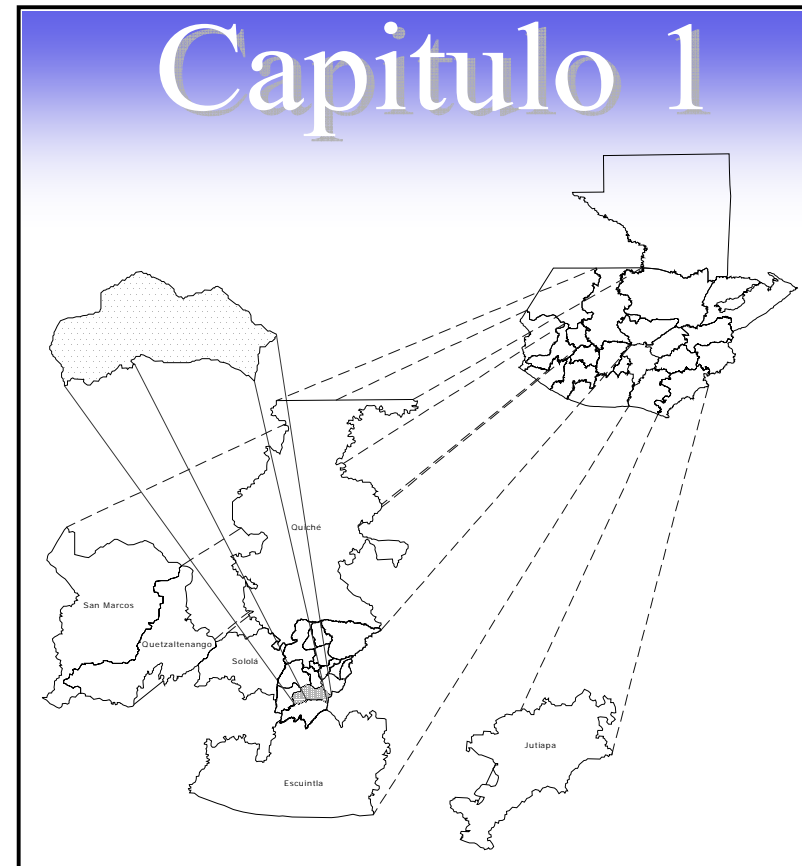 Capitulo 1
Quiché
San Marcos
Quetzaltenango
Sololá
Jutiapa
Escuintla